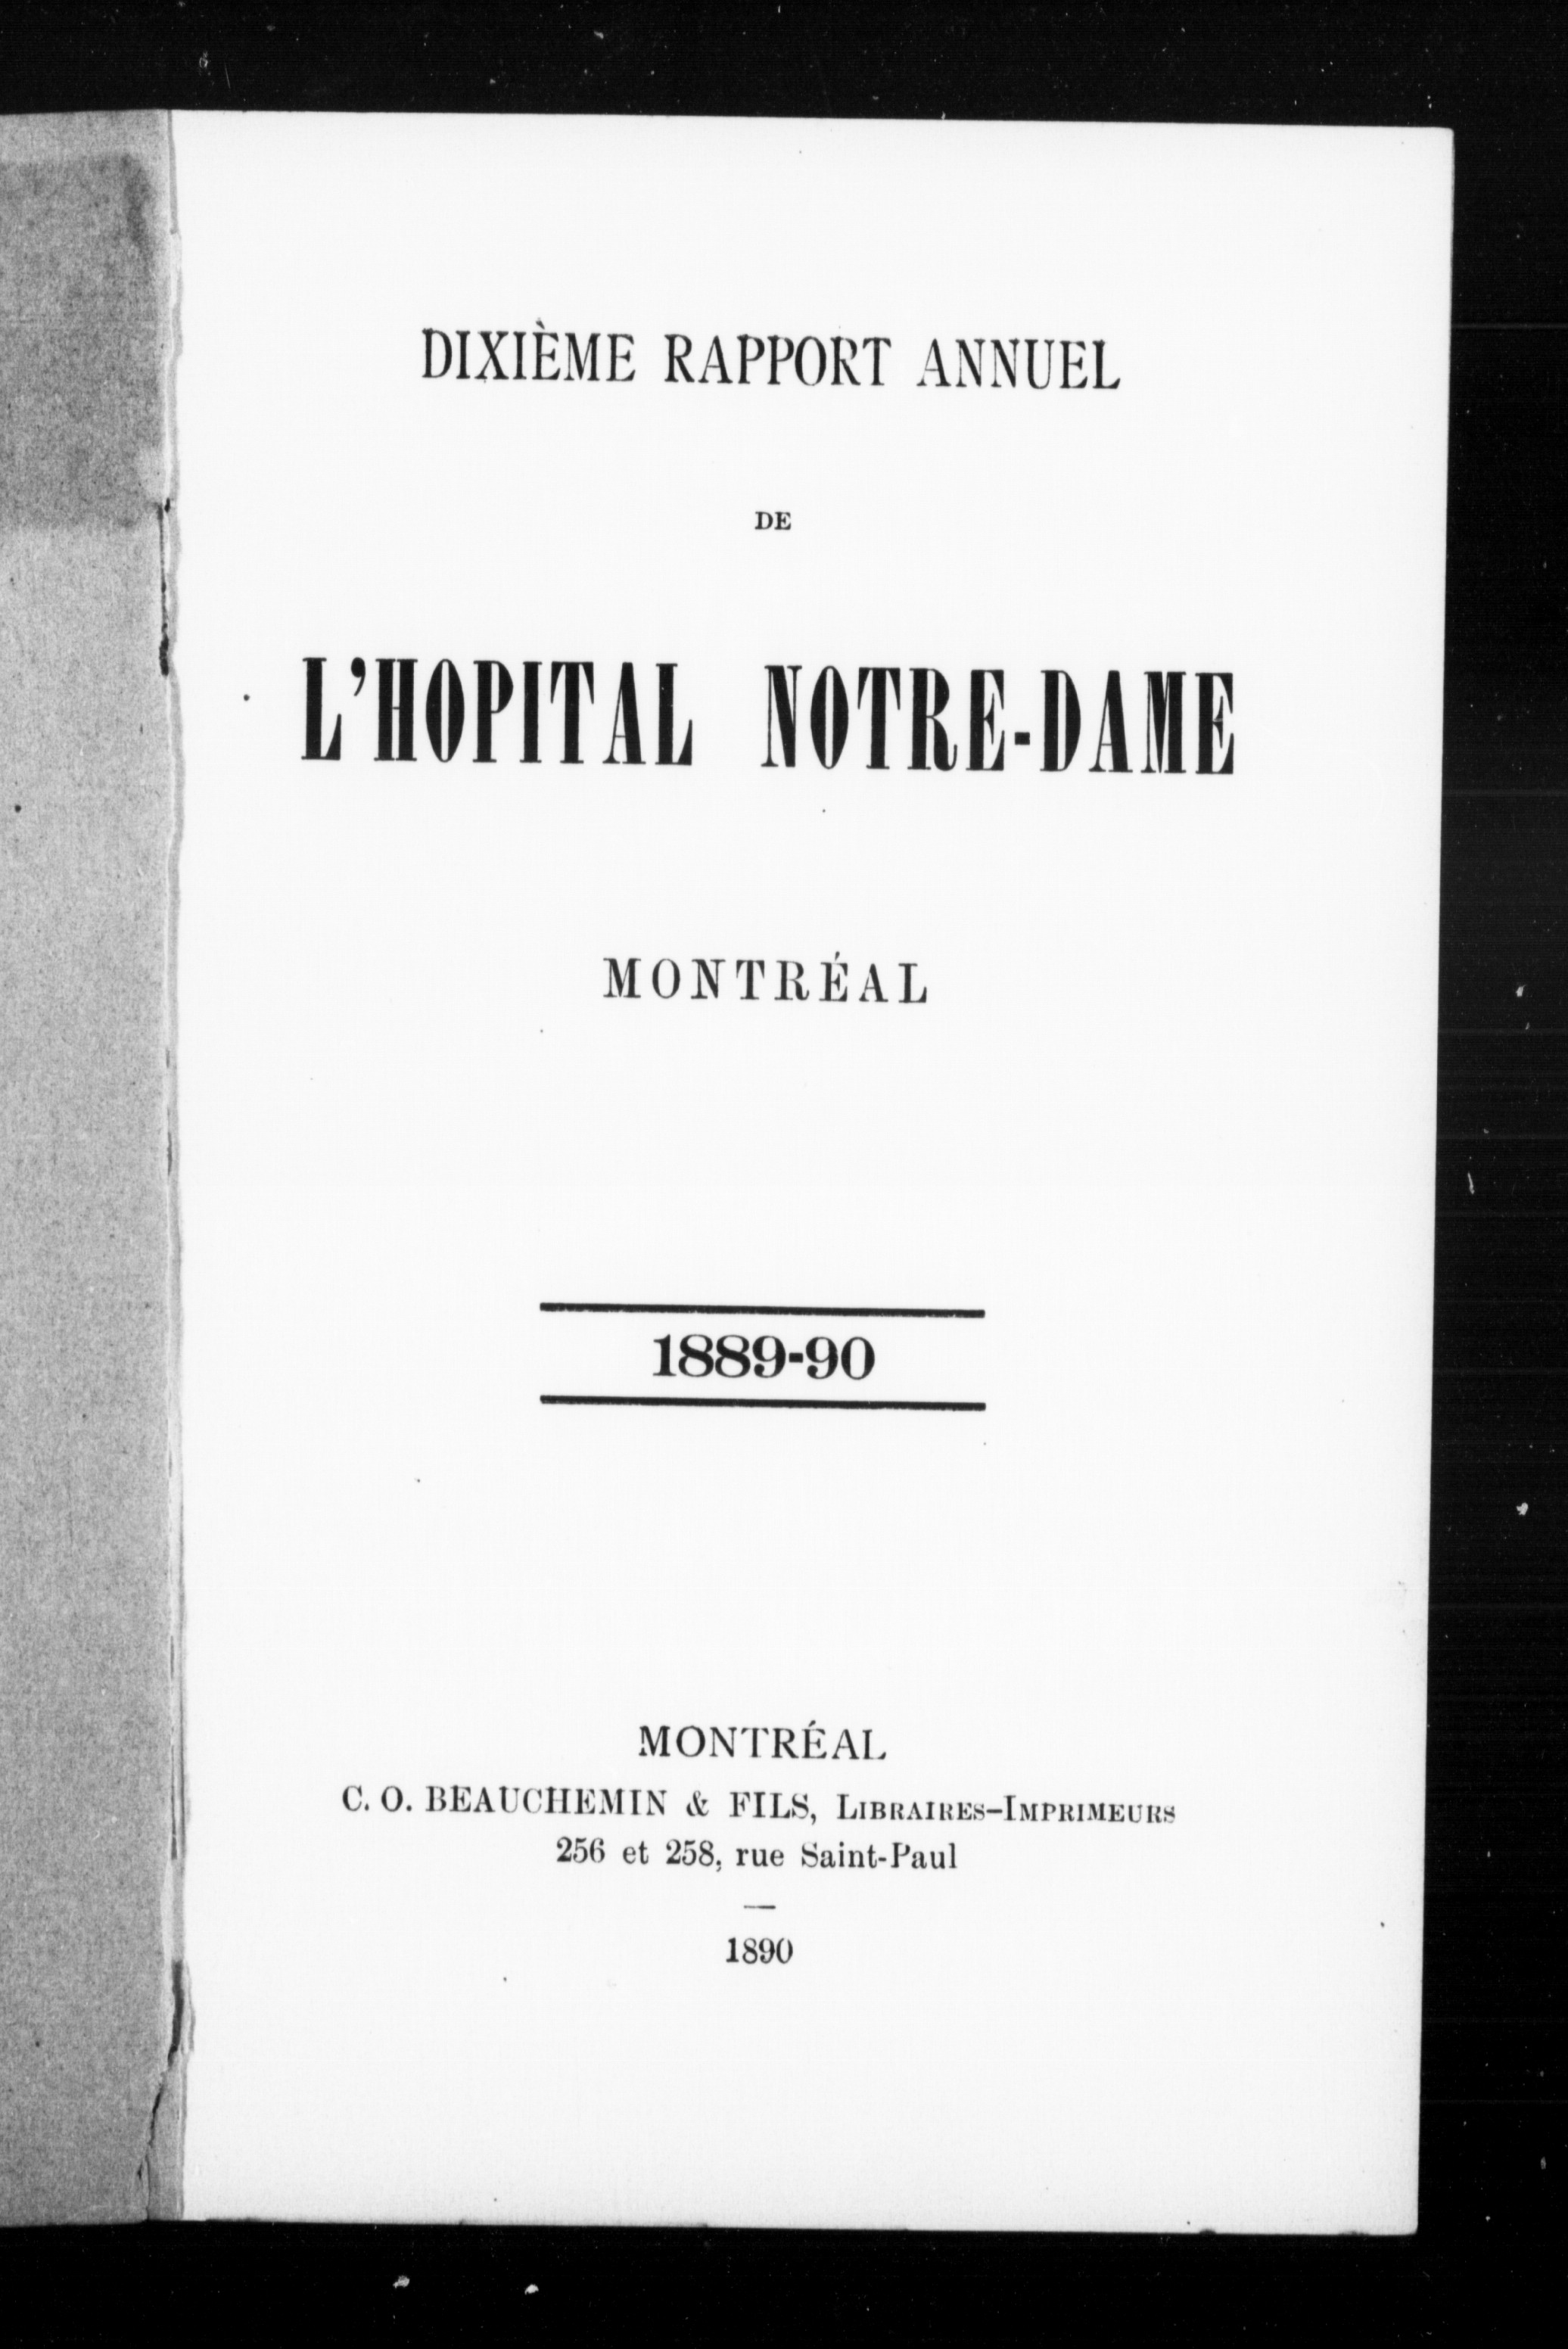 DIXIÈME RAPPORT ANNUEL
DE
L'HOPITAL NOTRE-DAME
MONTRÉAL
1889-90
MONTRÉAL
C. O. BEAUCHEMIN & FILS, LIBRAIRES-IMPRIMEURS
256 et 258, rue Saint-Paul
1890